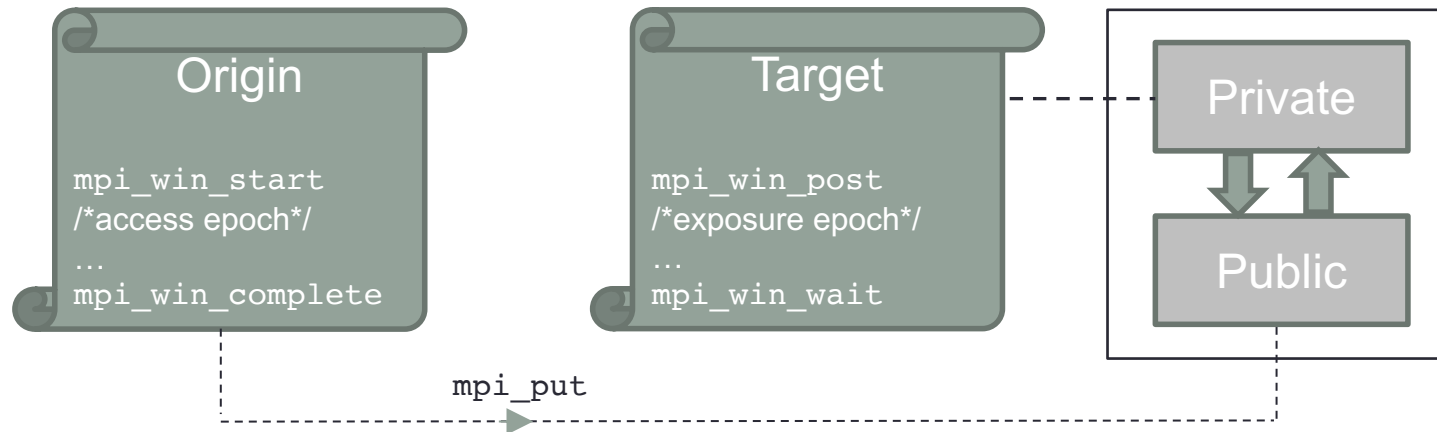 Origin
mpi_win_start
/*access epoch*/
…
mpi_win_complete
Target
mpi_win_post
/*exposure epoch*/
…
mpi_win_wait
Private
Public
mpi_put